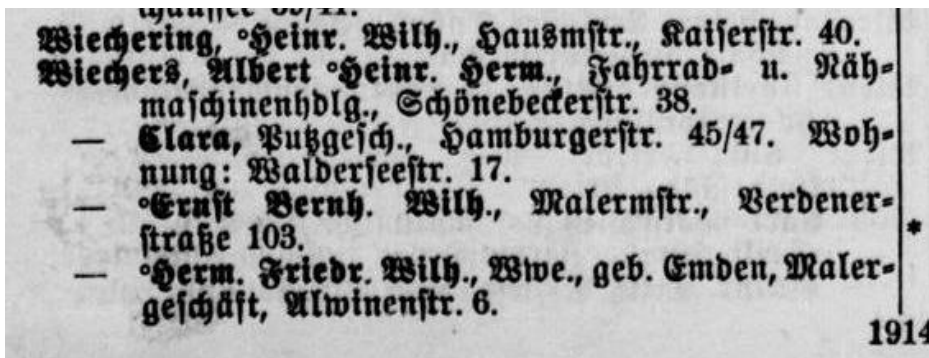 Wiechering, °Heinr. Wilh., Hausmstr., Kaiserstr. 40.
Wiechers, Albert °Heinr. Herm., Fahrrad- u. Näh-
maschinenhdlg., Schönebeckerstr. 38.
— Clara, Putzgesch., Hamburgerstr. 45/47. Woh-
nung: Walderseestr. 17.
— °Ernst Bernh. Wilh., Malermstr., Verdener-
straße 103.
*
— °Herm. Friedr. Wilh., Wwe., geb. Emden, Maler-
geschäft, Alwinenstr. 6.
1914